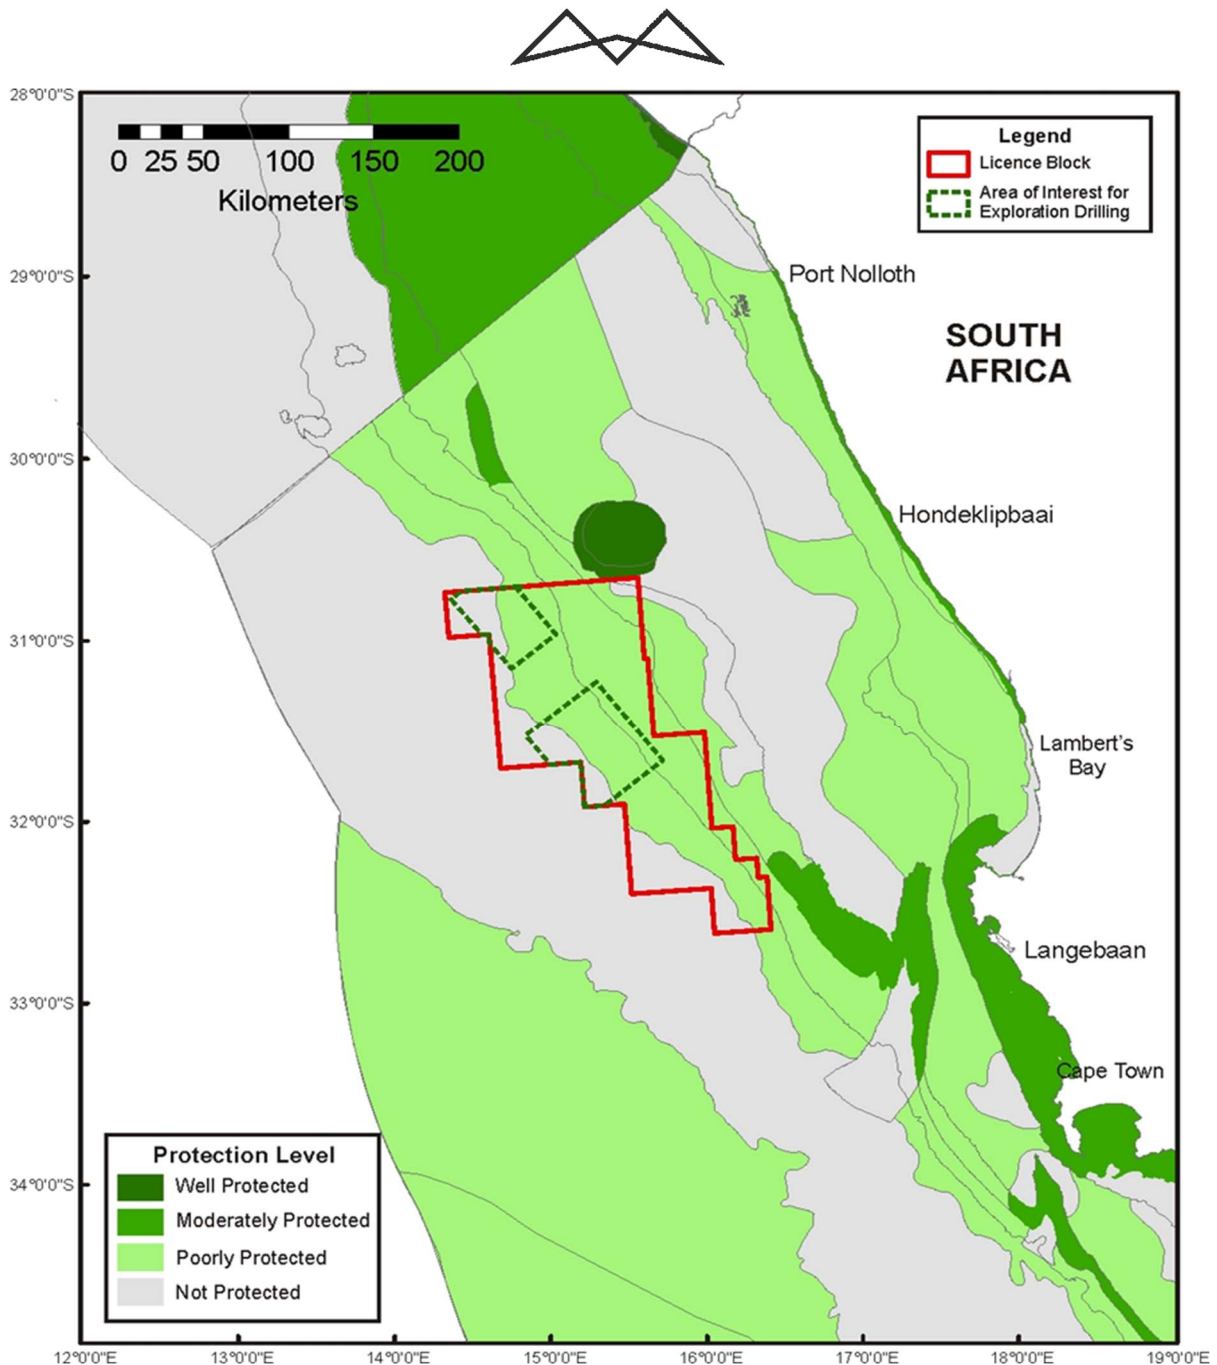 28°0'0"S
0 25 50 100 150 200
Kilometers
Legend
Licence Block
Area of Interest for
Exploration Drilling
29°0'0"S
Port Nolloth
SOUTH
AFRICA
30°0'0"S
Hondeklipbaai
31°0'0"S
Lambert's
Bay
32°0'0"S
Langebaan
33°0'0"S
Cape Town
Protection Level
Well Protected
Moderately Protected
Poorly Protected
Not Protected
34°0'0"S
12°0'0"E 13°0'0"E 14°0'0"E 15°0'0"E 16°0'0"E 17°0'0"E 18°0'0"E 19°0'0"E